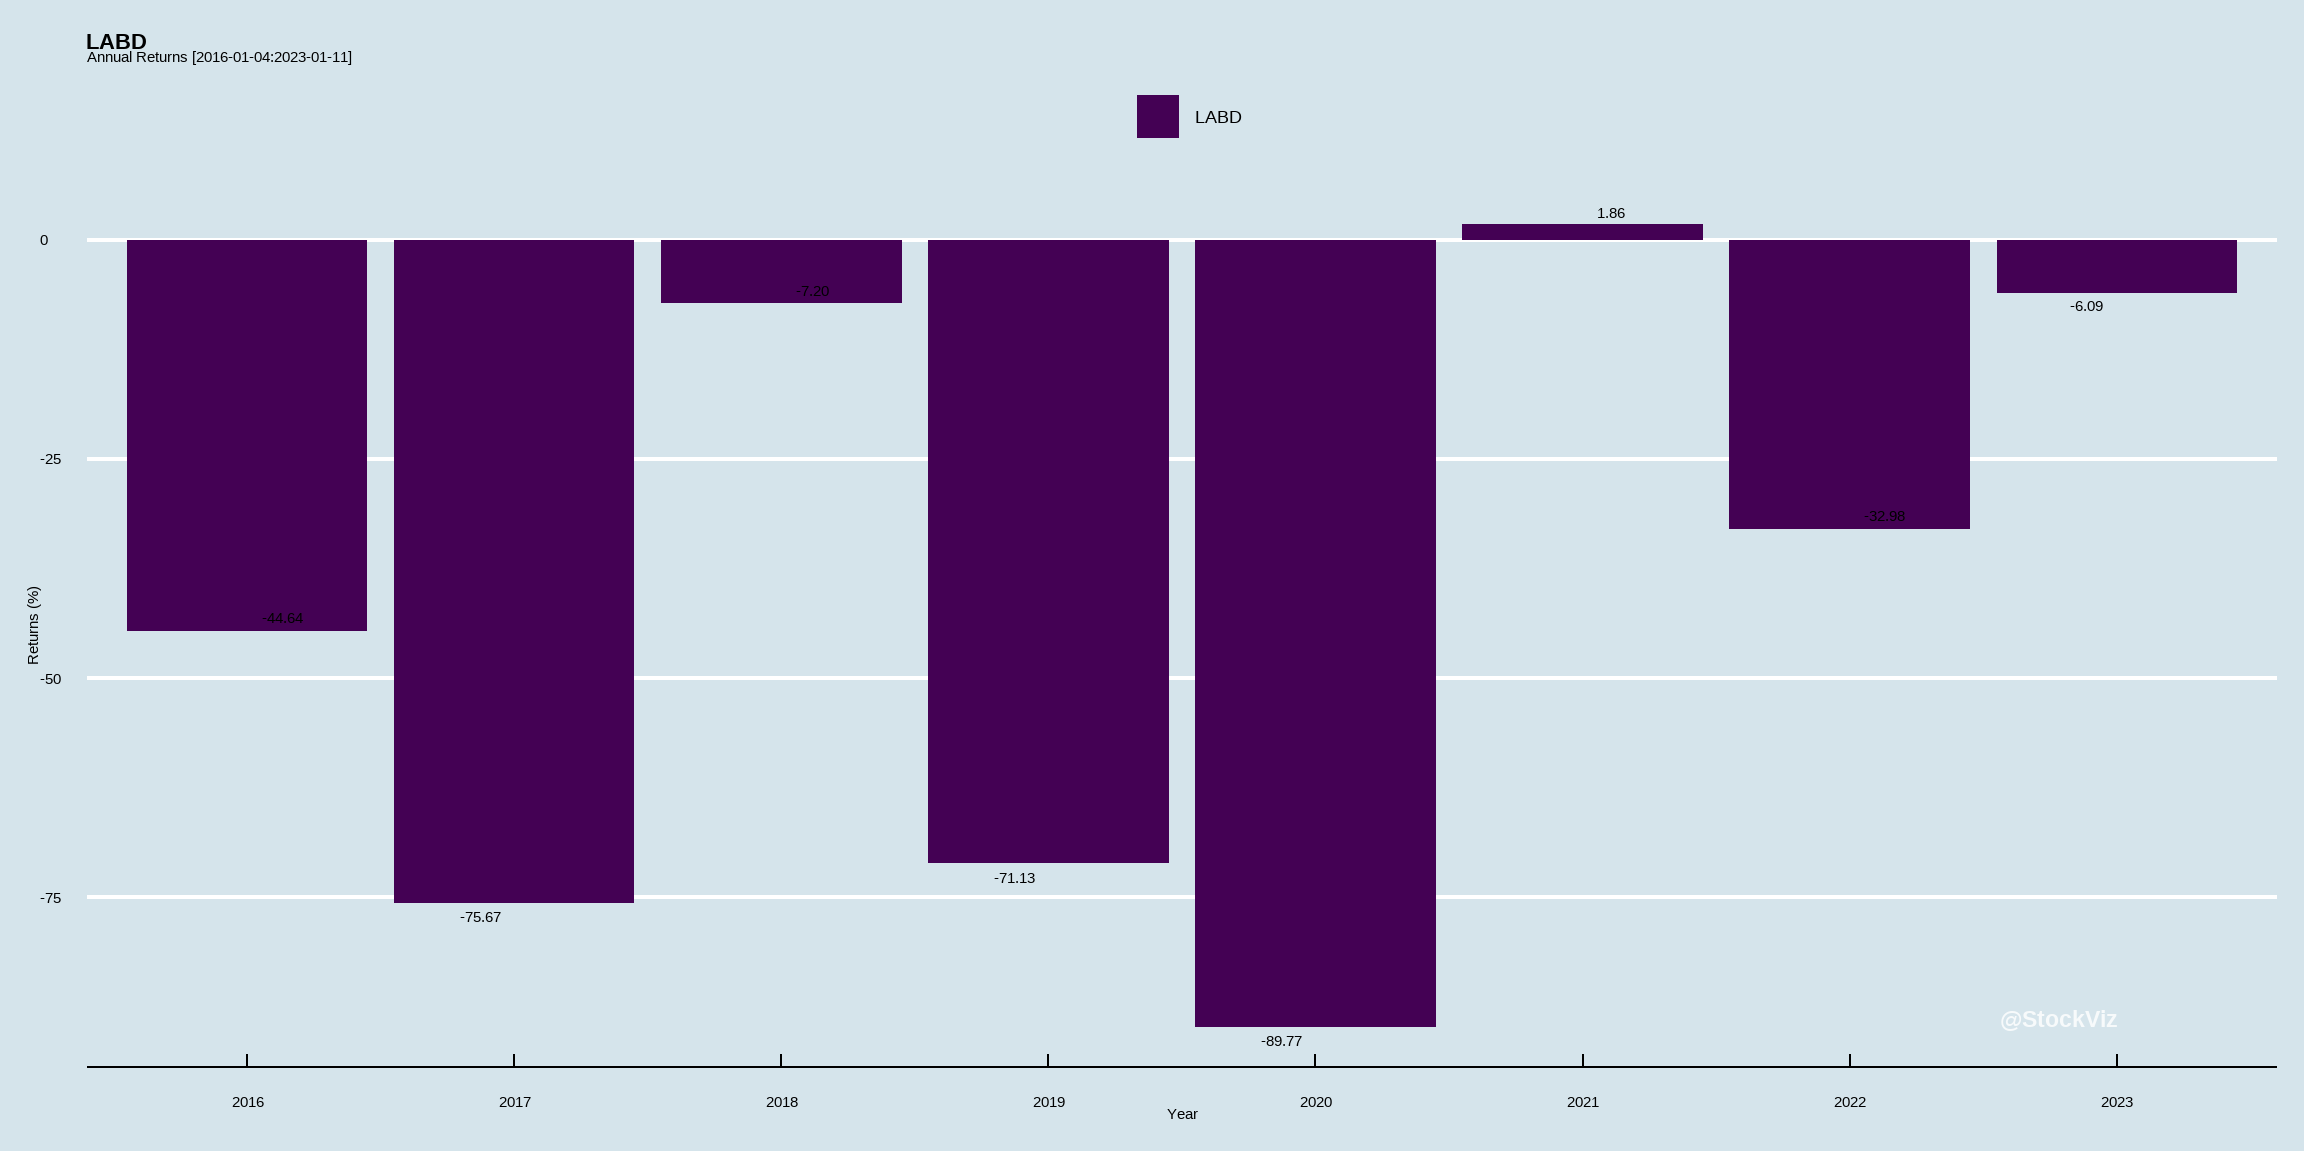 LABD
Annual Returns [2016-01-04:2023-01-11]
LABD
1.86
0
-7.20
-6.09
-25
-32.98
-44.64
Returns (%)
-50
-71.13
-75
-75.67
@StockViz
-89.77
2016 2017 2018 2019 2020 2021 2022 2023
Year